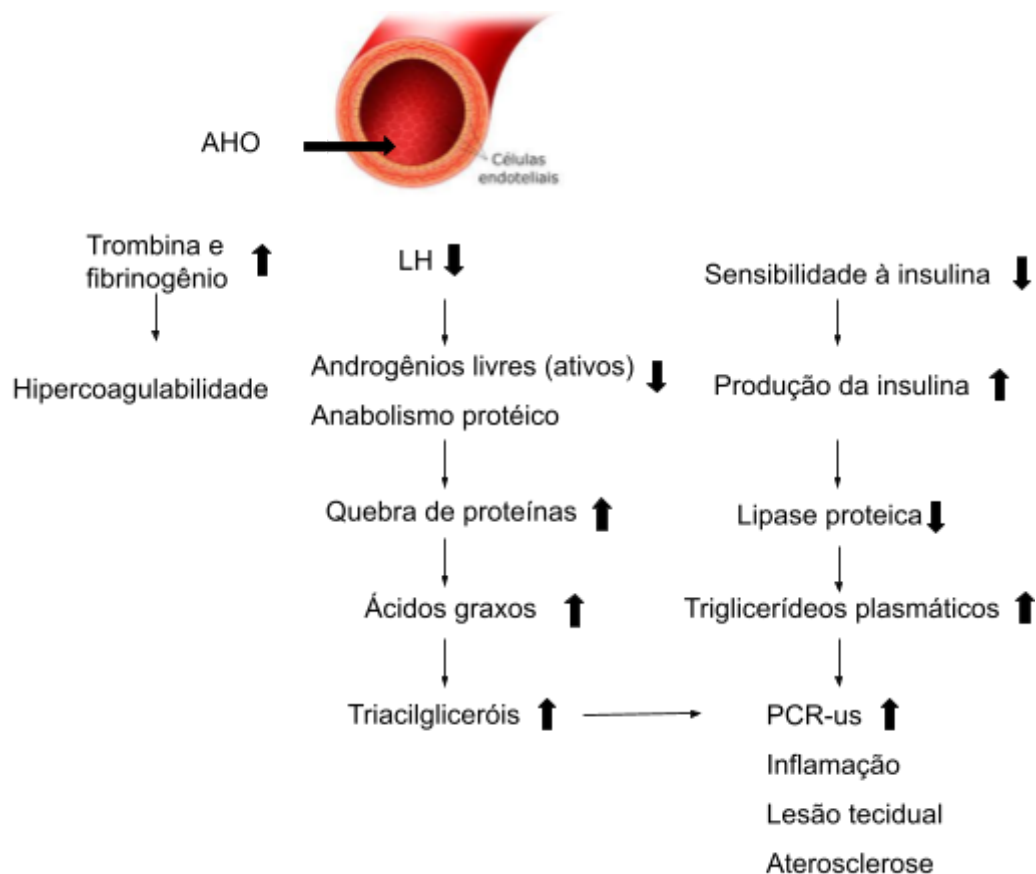 AHO
Células
endoteliais
Trombina e
fibrinogênio
Hipercoagulabilidade
LH
Androgênios livres (ativos)
Anabolismo protéico
Quebra de proteínas
Ácidos graxos
Triacilgliceróis
Sensibilidade à insulina
Produção da insulina
Lipase proteica
Triglicerídeos plasmáticos
PCR-us
Inflamação
Lesão tecidual
Aterosclerose